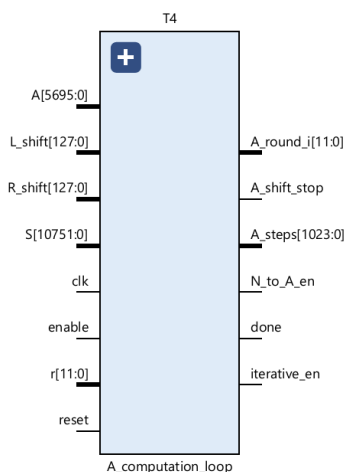 T4
A[5695:0]
L_shift[127:0]
A_round_i[11:0]
R_shift[127:0]
A_shift_stop
S[10751:0]
A_steps[1023:0]
clk
N_to_A_en
enable
done
r[11:0]
iterative_en
reset
A_computation_loop